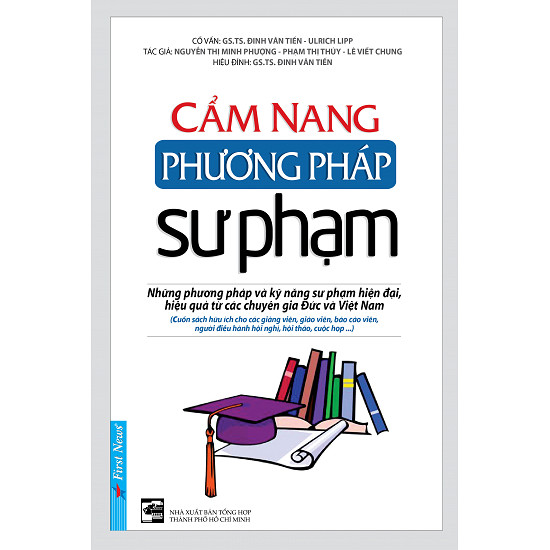 CỐ VẤN: GS.TS. ĐINH VĂN TIẾN - ULRICH LIPP
TÁC GIẢ: NGUYỄN THỊ MINH PHƯỢNG - PHẠM THỊ THÚY - LÊ VIẾT CHUNG
HIỆU ĐÍNH: GS.TS. ĐINH VĂN TIẾN
CẨM NANG
PHƯƠNG PHÁP
sư phạm
Những phương pháp và kỹ năng sư phạm hiện đại,
hiệu quả từ các chuyên gia Đức và Việt Nam
(Cuốn sách hữu ích cho các giảng viên, giáo viên, báo cáo viên,
người điều hành hội nghị, hội thảo, cuộc họp ...)
First News
NHÀ XUẤT BẢN TỔNG HỢP
THÀNH PHỐ HỒ CHÍ MINH